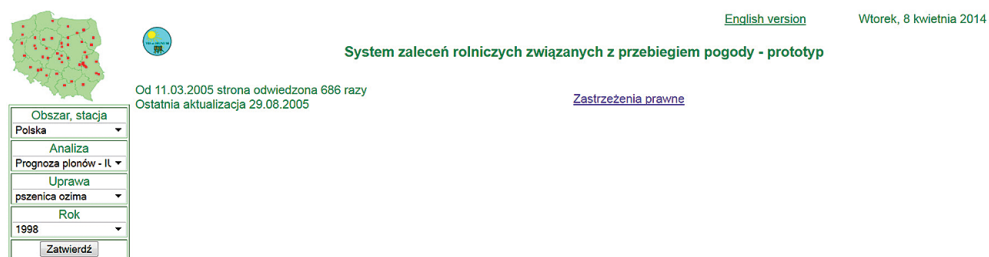 English version
Wtorek, 8 kwietnia 2014
System zaleceń rolniczych związanych z przebiegiem pogody - prototyp
Od 11.03.2005 strona odwiedzona 686 razy
Ostatnia aktualizacja 29.08.2005
Zastrzeżenia prawne
Obszar, stacja
Polska
Analiza
Prognoza plonów - IU
Uprawa
pszenica ozima
Rok
1998
Zatwierdź